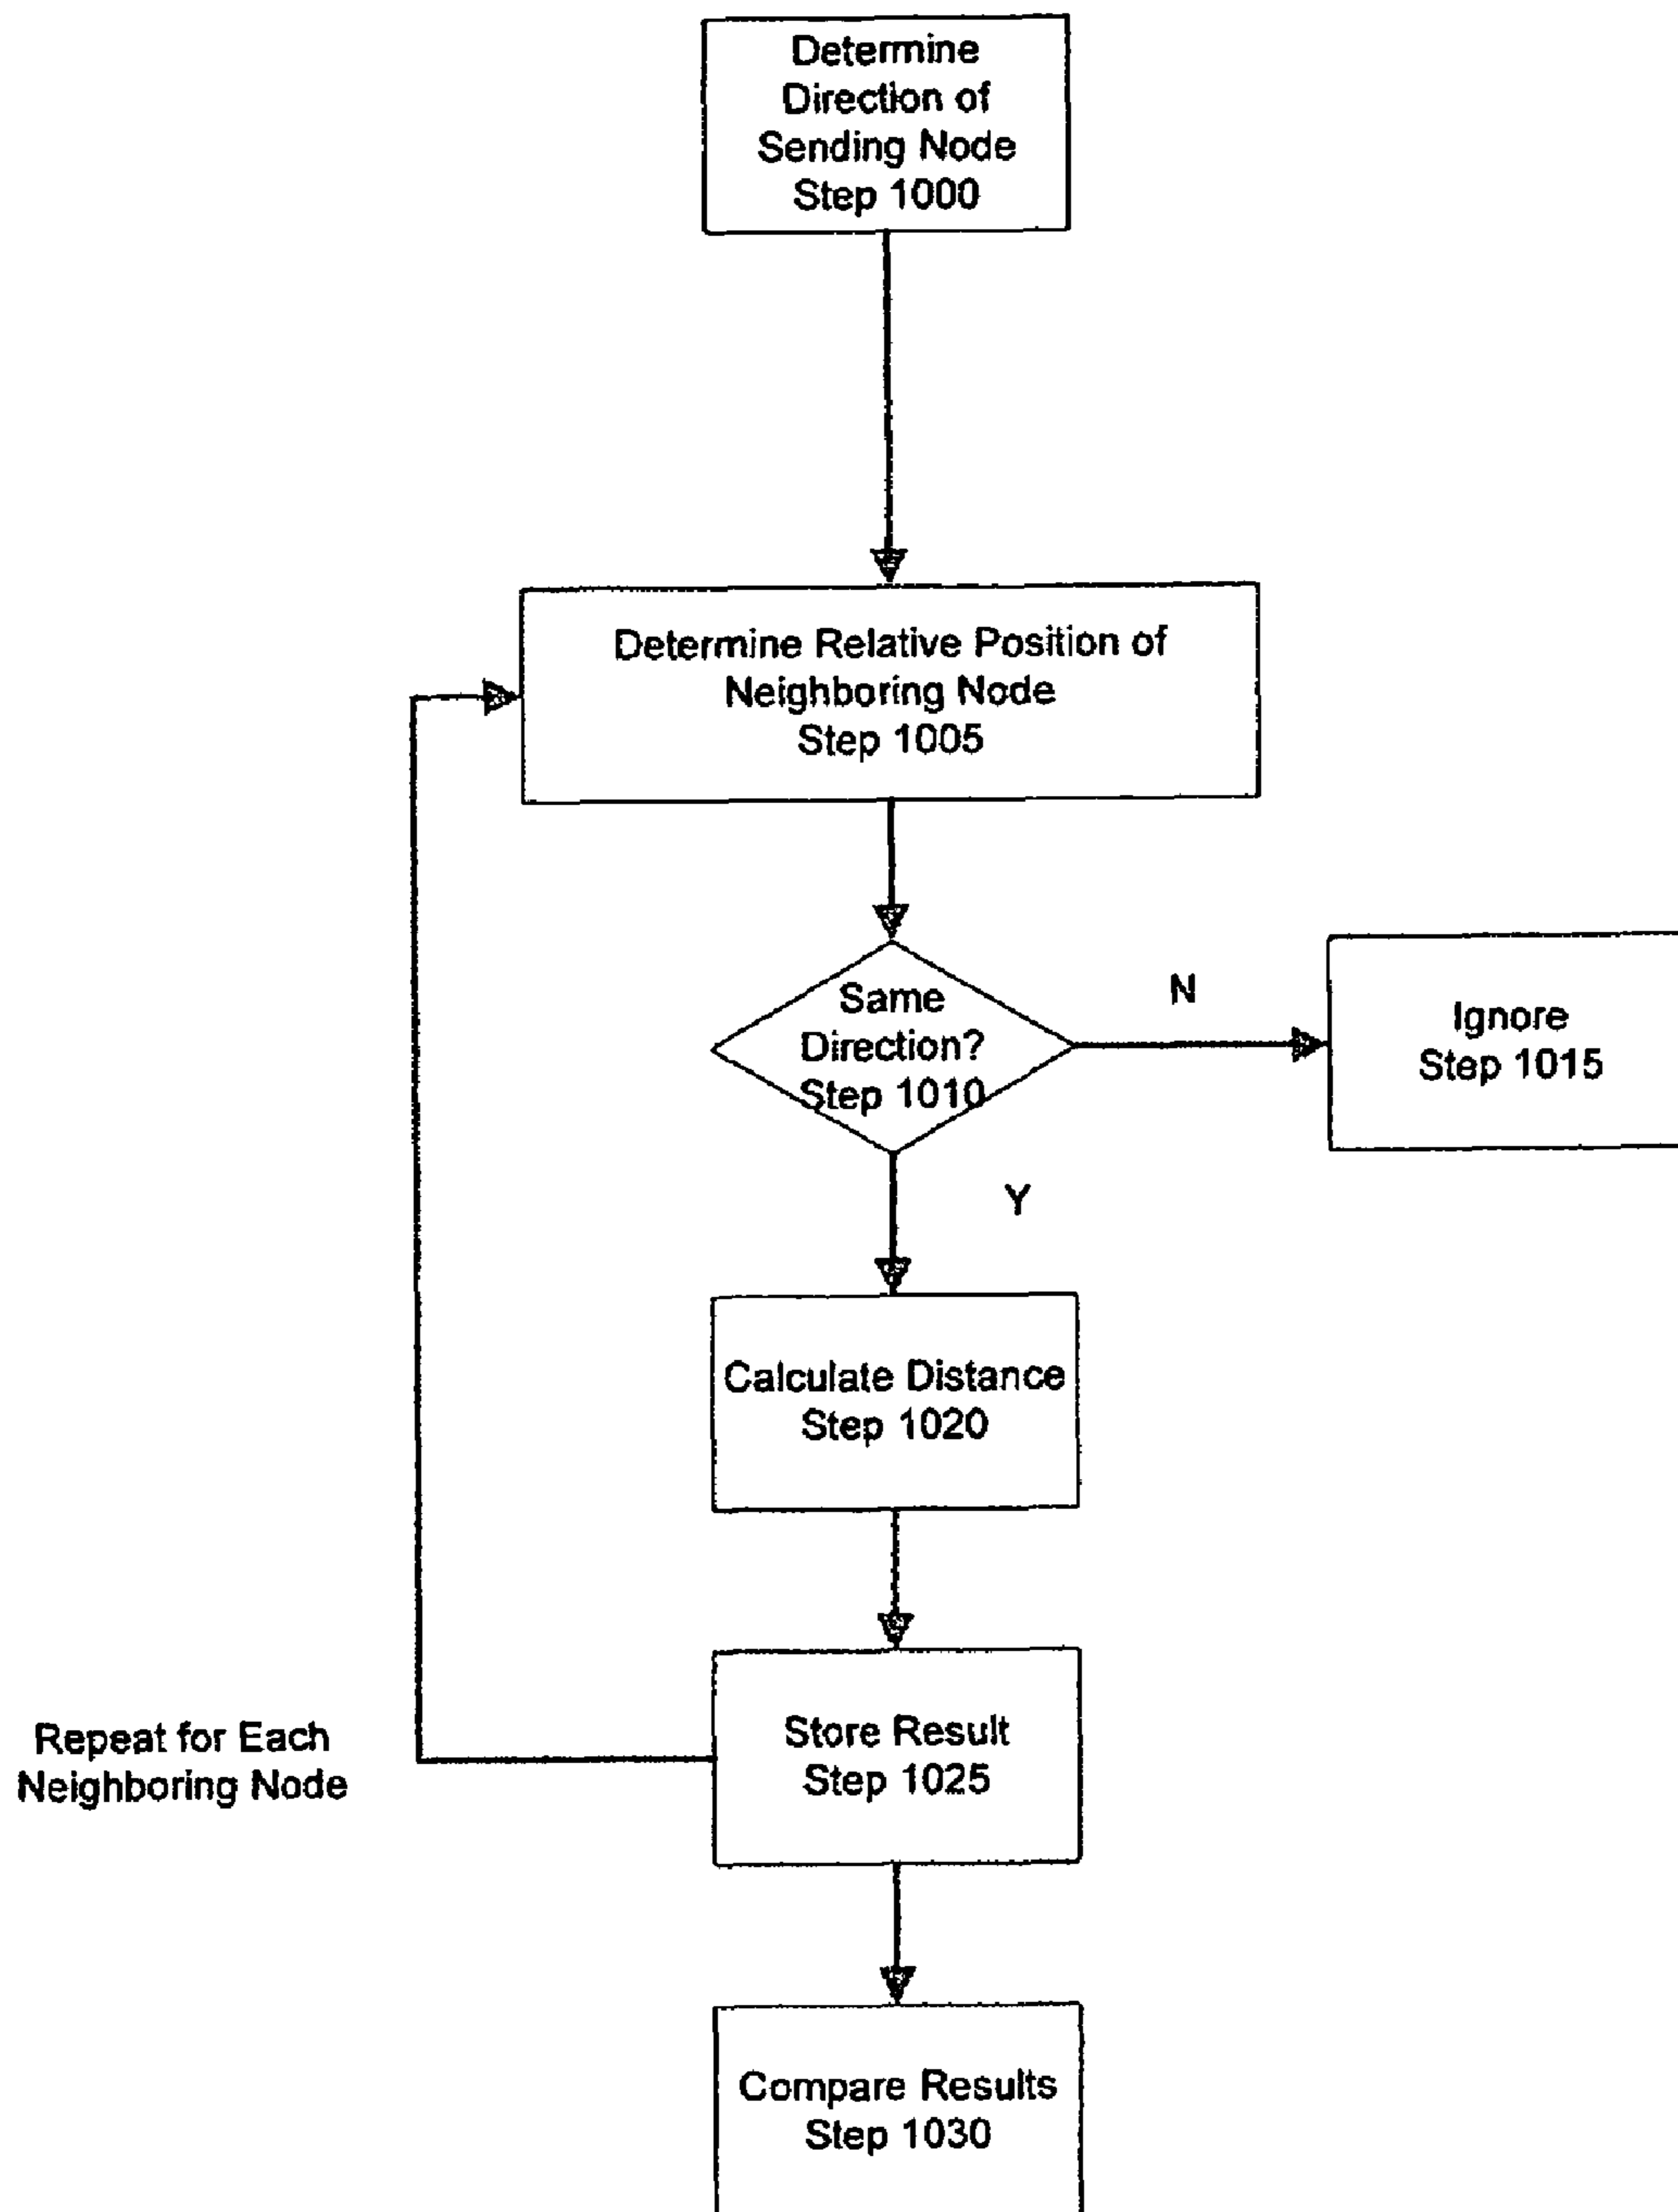 Determine
Direction of
Sending Node
Step 1000
Determine Relative Position of
Neighboring Node
Step 1005
Same
Direction?
Step 1010
N
Ignore
Step 1015
Y
Calculate Distance
Step 1020
Store Result
Step 1025
Repeat for Each
Neighboring Node
Compare Results
Step 1030